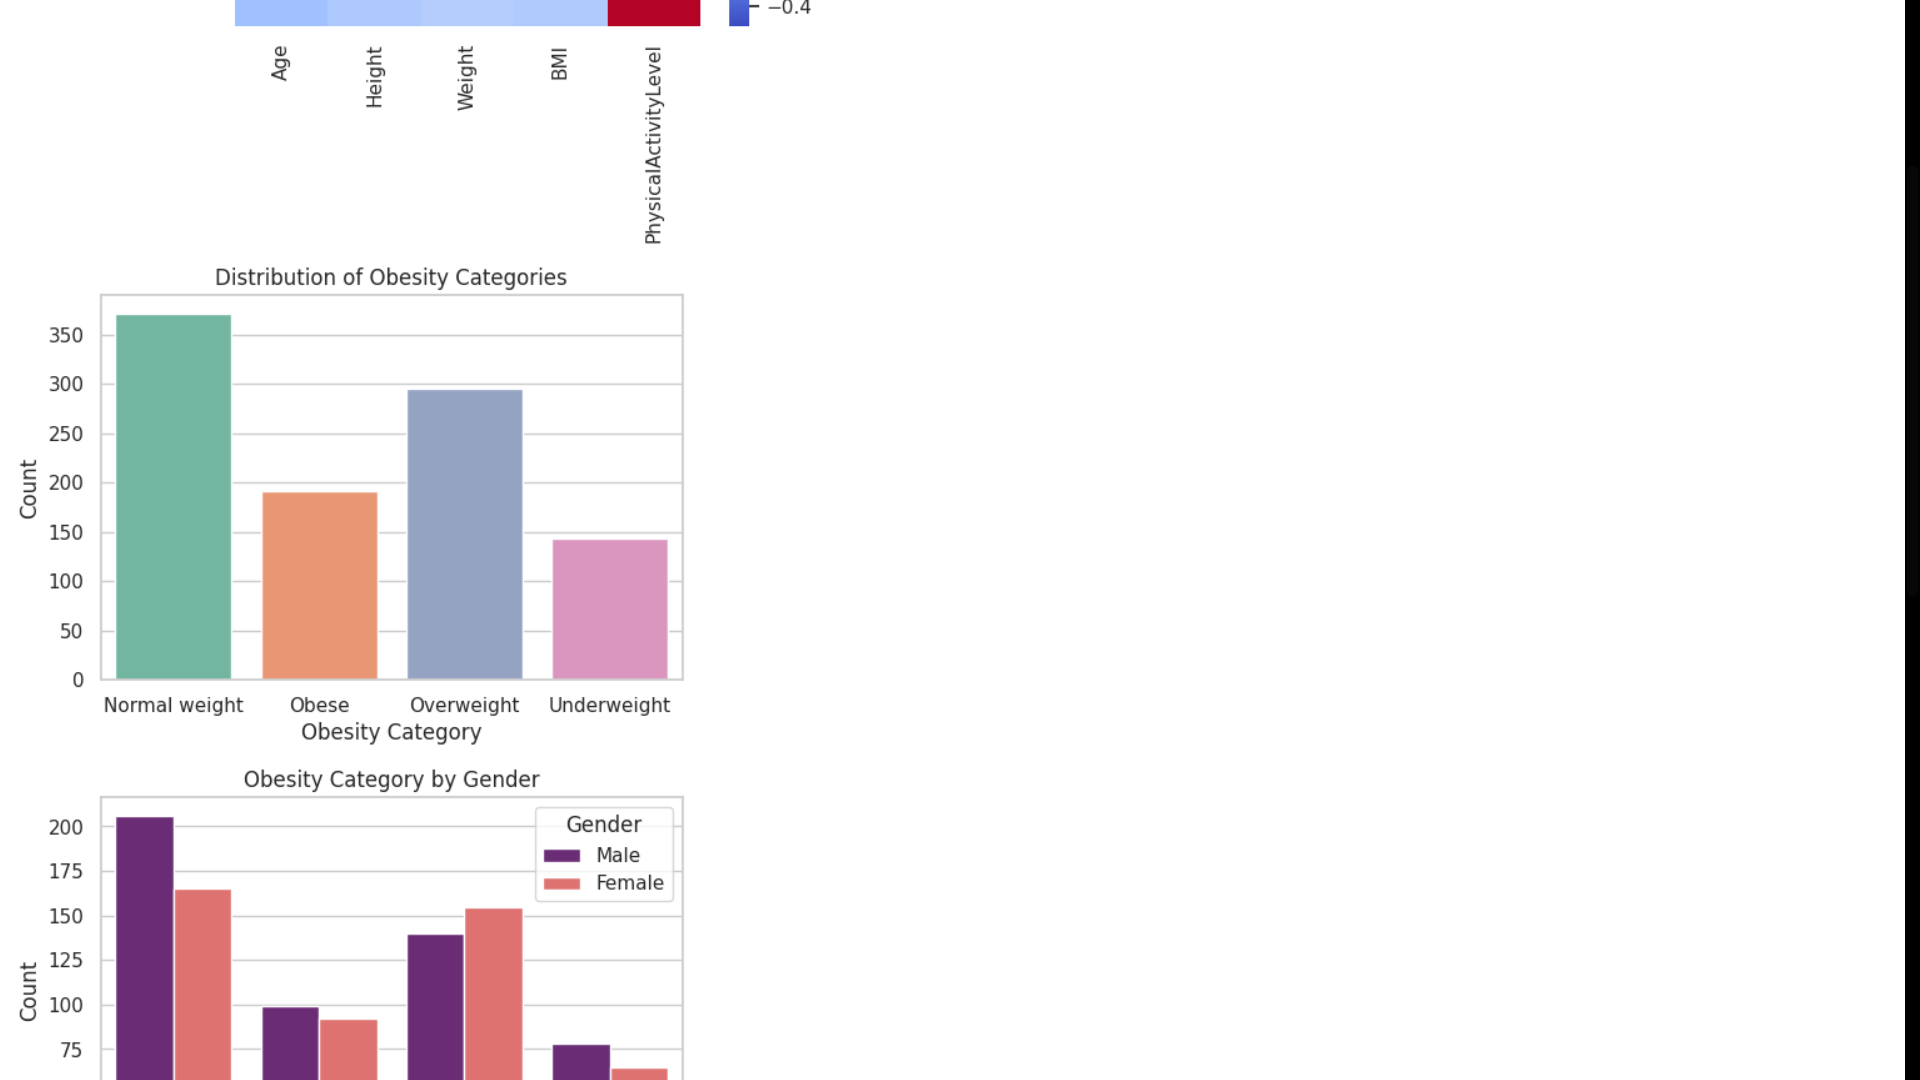 −0.4
Age
Height
Weight
BMI
PhysicalActivityLevel
Distribution of Obesity Categories
350
300
250
200
150
100
50
0
Count
Normal weight Obese Overweight Underweight
Obesity Category
Obesity Category by Gender
200
175
150
125
100
75
Count
Gender
Male
Female